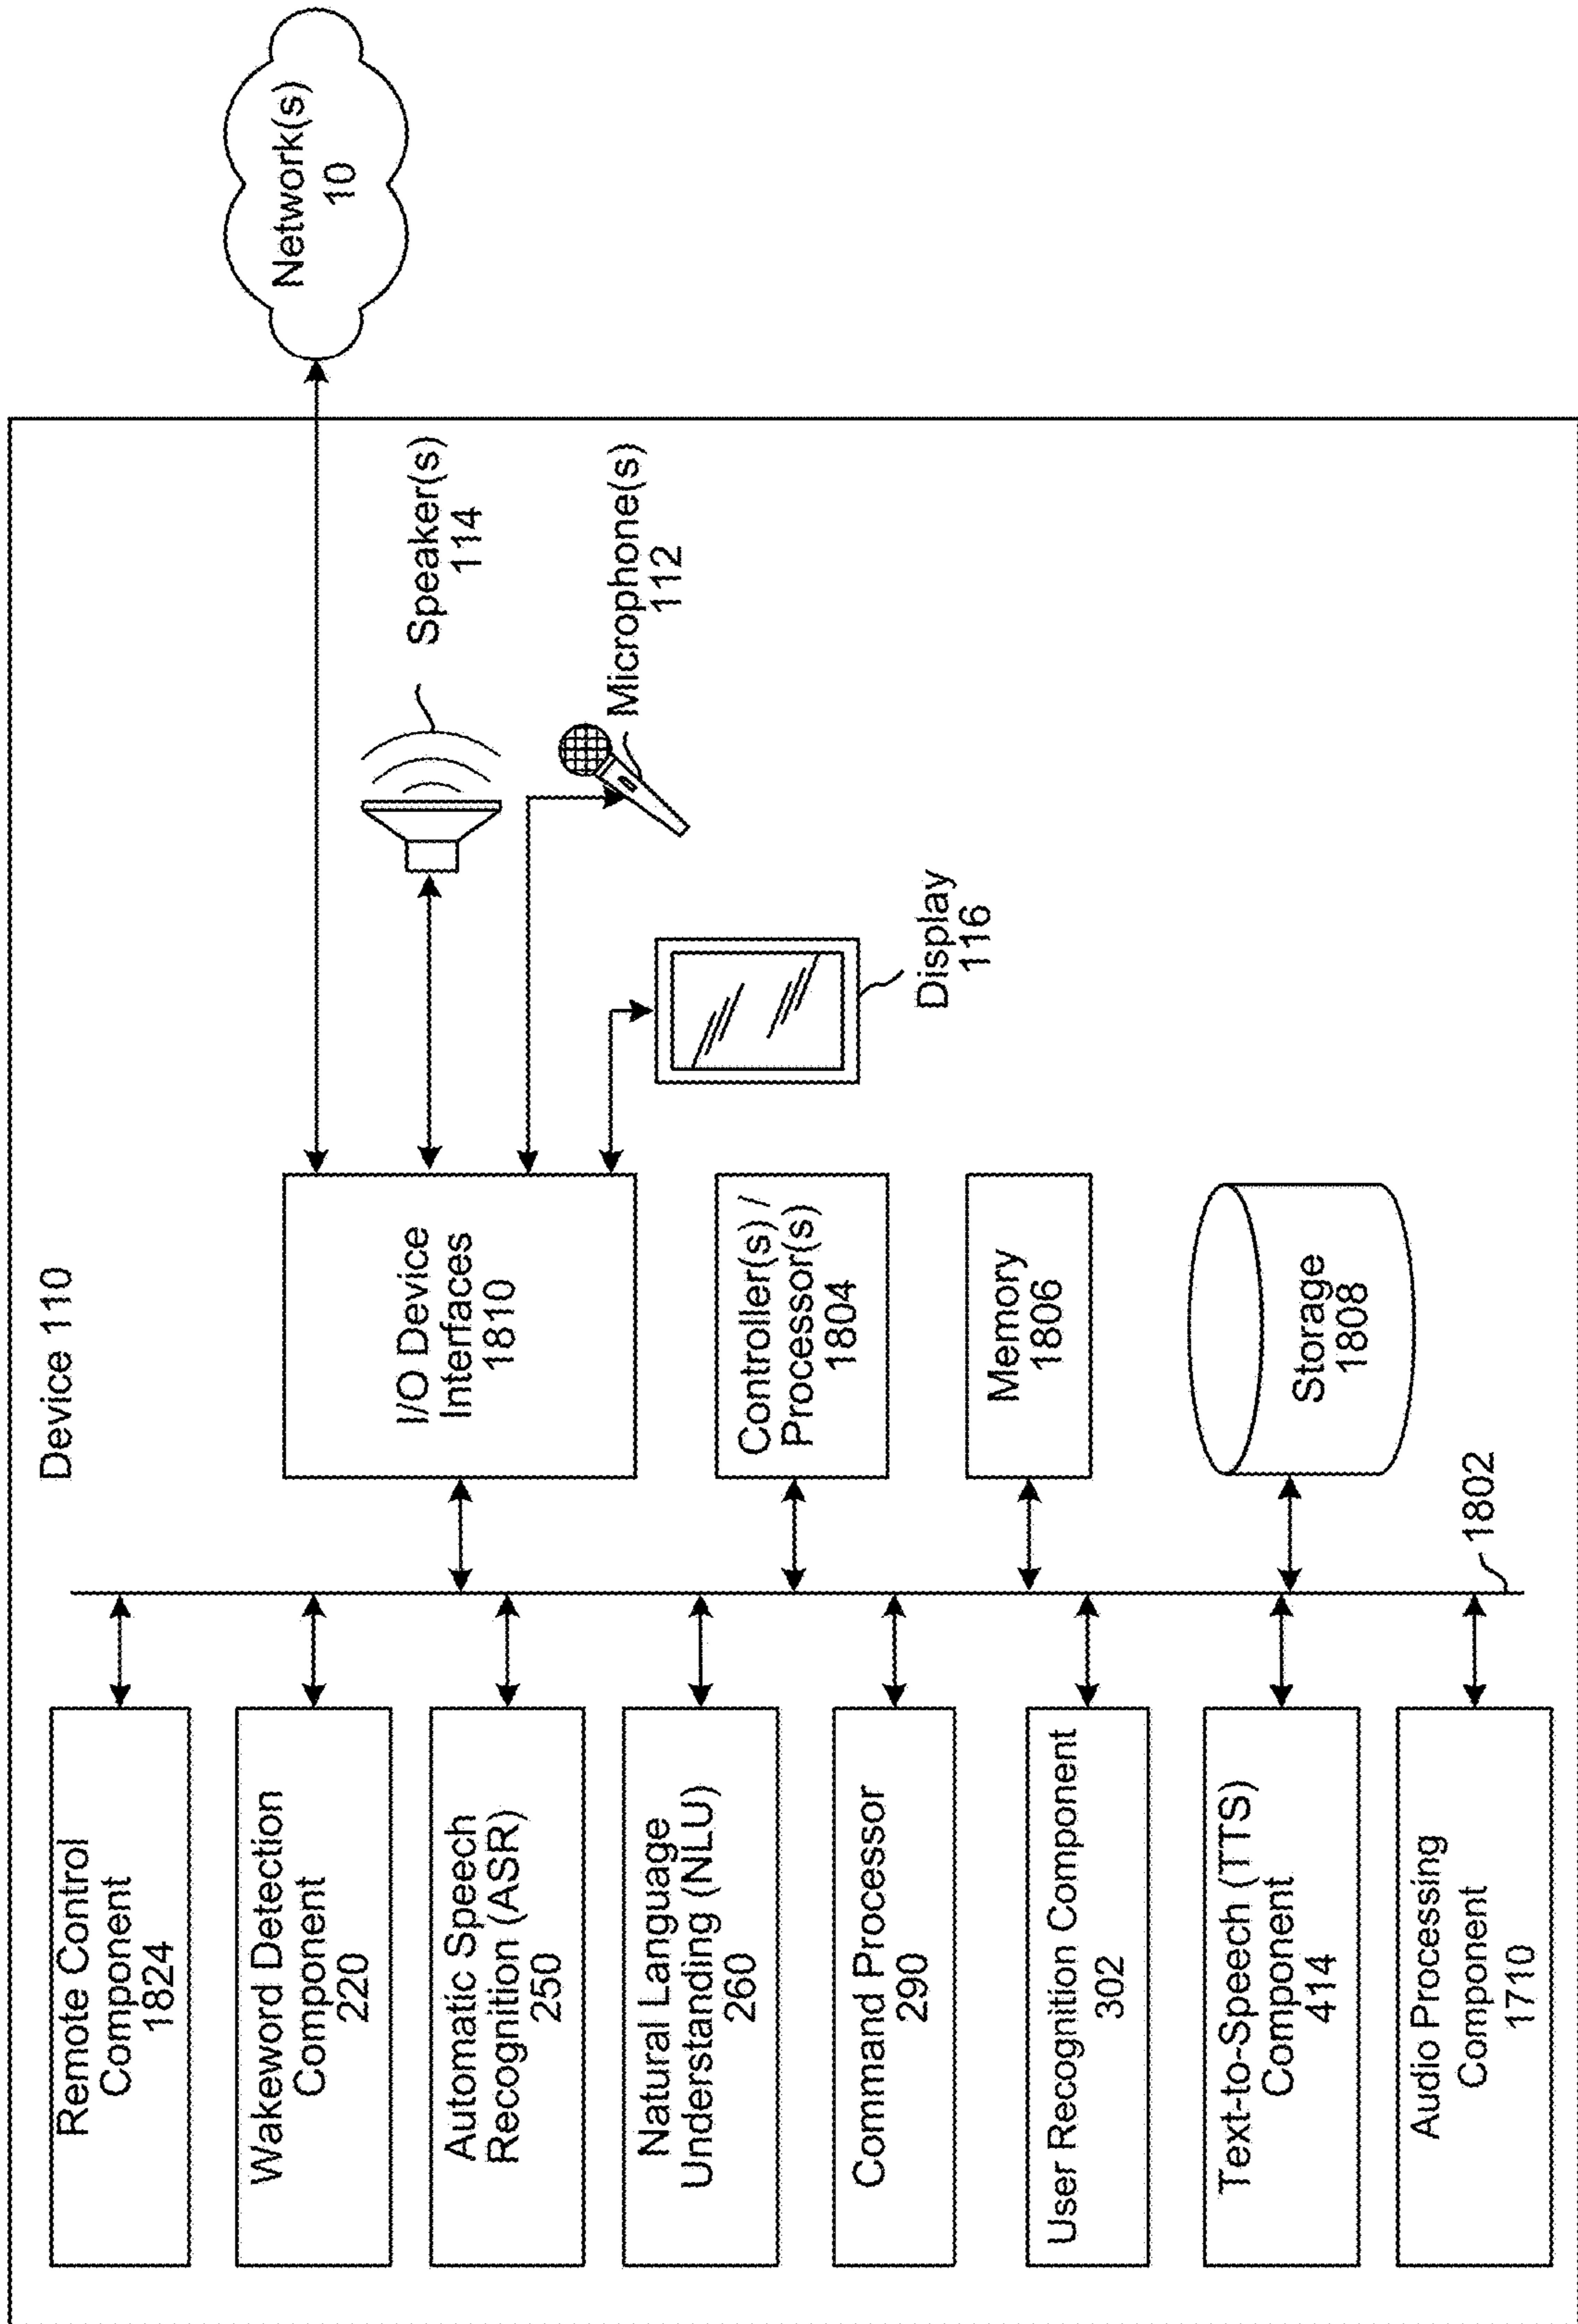 Device 110
Remote Control
Component
1824
Wakeword Detection
Component
220
Automatic Speech
Recognition (ASR)
250
Natural Language
Understanding (NLU)
260
Command Processor
290
User Recognition Component
302
Text-to-Speech (TTS)
Component
414
Audio Processing
Component
1710
1802
I/O Device
Interfaces
1810
Controller(s) /
Processor(s)
1804
Memory
1806
Storage
1808
Speaker(s)
114
Microphone(s)
112
Display
116
Network(s)
10